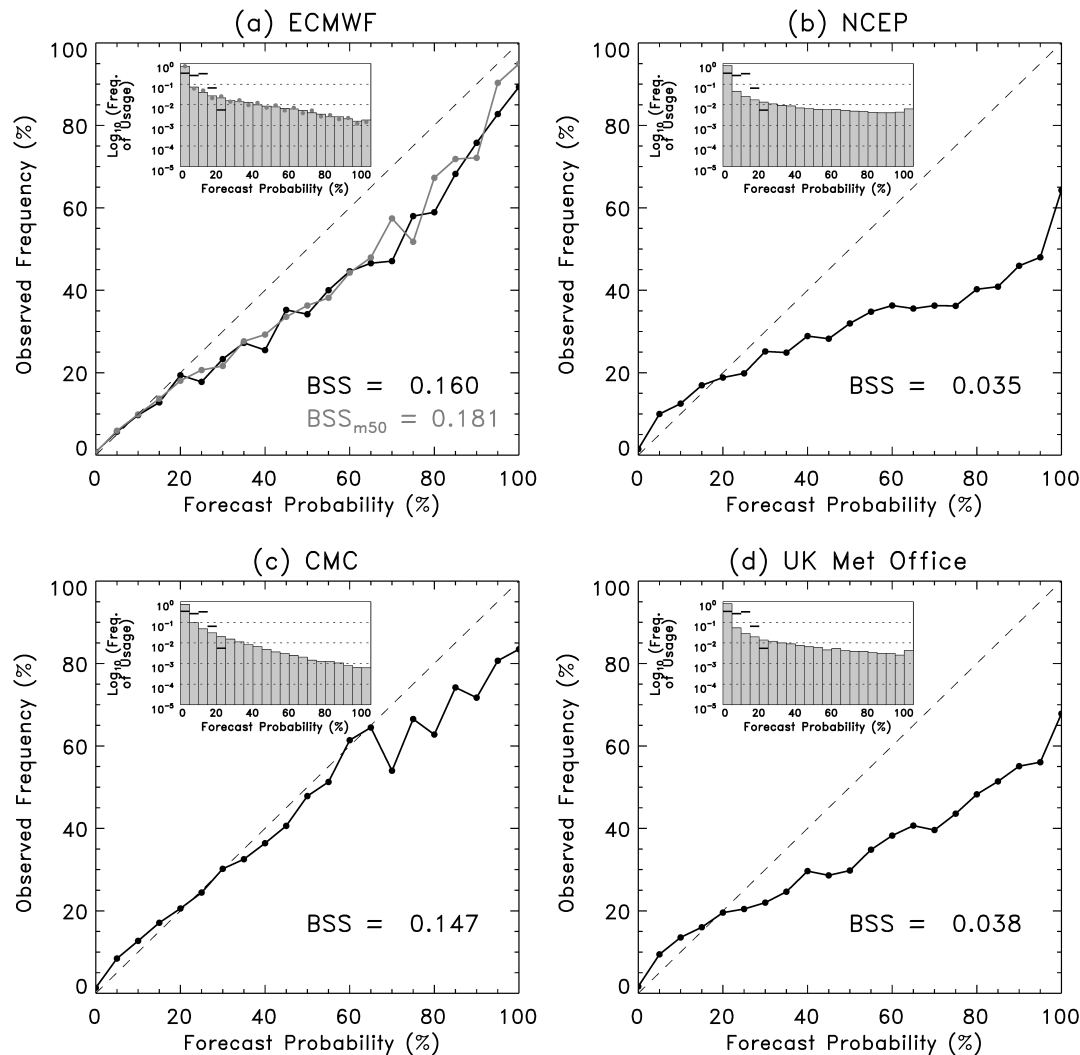 (a) ECMWF
Observed Frequency (%)
100
80
60
40
20
0
Log₁₀ (Freq. of Usage)
10⁰
10⁻¹
10⁻²
10⁻³
10⁻⁴
10⁻⁵
0 20 40 60 80 100
Forecast Probability (%)
BSS = 0.160
BSSₘ₅₀ = 0.181
0 20 40 60 80 100
Forecast Probability (%)
(b) NCEP
Observed Frequency (%)
100
80
60
40
20
0
Log₁₀ (Freq. of Usage)
10⁰
10⁻¹
10⁻²
10⁻³
10⁻⁴
10⁻⁵
0 20 40 60 80 100
Forecast Probability (%)
BSS = 0.035
0 20 40 60 80 100
Forecast Probability (%)
(c) CMC
Observed Frequency (%)
100
80
60
40
20
0
Log₁₀ (Freq. of Usage)
10⁰
10⁻¹
10⁻²
10⁻³
10⁻⁴
10⁻⁵
0 20 40 60 80 100
Forecast Probability (%)
BSS = 0.147
0 20 40 60 80 100
Forecast Probability (%)
(d) UK Met Office
Observed Frequency (%)
100
80
60
40
20
0
Log₁₀ (Freq. of Usage)
10⁰
10⁻¹
10⁻²
10⁻³
10⁻⁴
10⁻⁵
0 20 40 60 80 100
Forecast Probability (%)
BSS = 0.038
0 20 40 60 80 100
Forecast Probability (%)